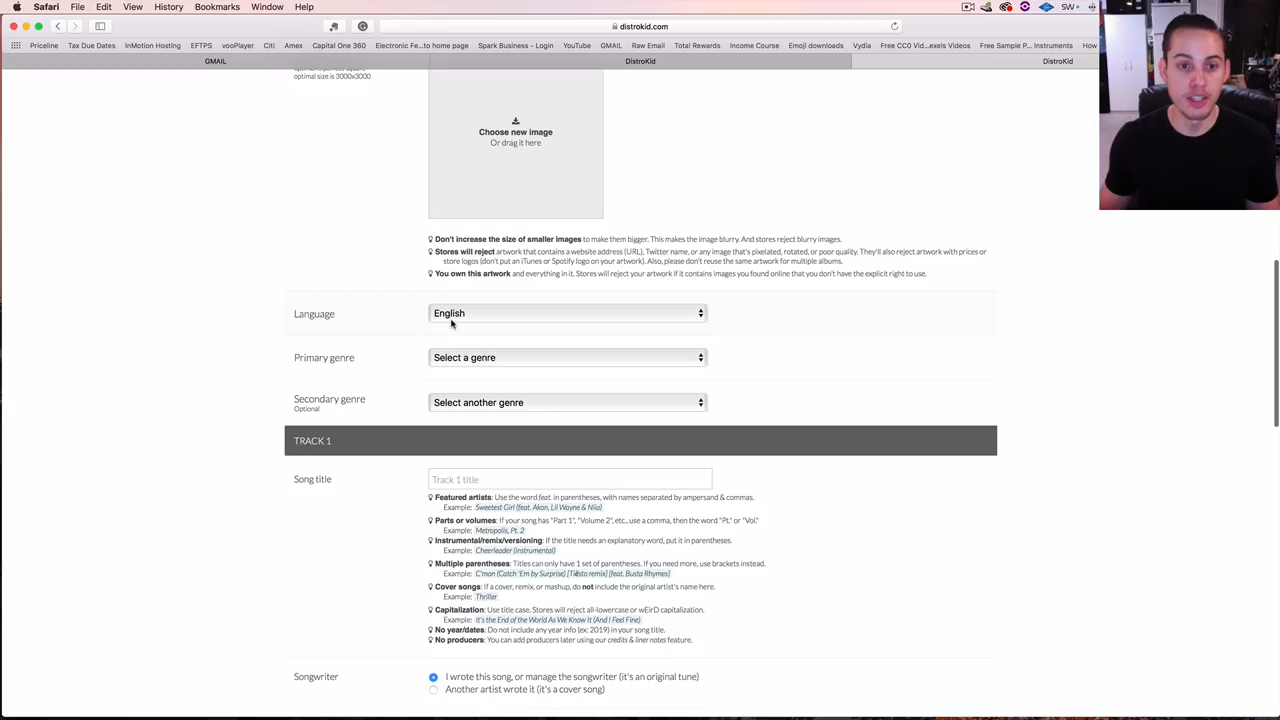 Safari File Edit View History Bookmarks Window Help
distrokid.com
Priceline Tax Due Dates InMotion Hosting EFTPS vooPlayer Citi Amex Capital One 360 Electronic Fe...to home page Spark Business - Login YouTube GMAIL Raw Email Total Rewards Income Course Emoji downloads Vydia Free CC0 Vid...exels Videos Free Sample P... Instruments How
GMAIL DistroKid DistroKid
optimal size is 3000x3000
Choose new image
Or drag it here
Don't increase the size of smaller images to make them bigger. This makes the image blurry. And stores reject blurry images.
Stores will reject artwork that contains a website address (URL), Twitter name, or any image that's pixelated, rotated, or poor quality. They'll also reject artwork with prices or
store logos (don't put an iTunes or Spotify logo on your artwork). Also, please don't reuse the same artwork for multiple albums.
You own this artwork and everything in it. Stores will reject your artwork if it contains images you found online that you don't have the explicit right to use.
Language English
Primary genre Select a genre
Secondary genre Select another genre
Optional
TRACK 1
Song title Track 1 title
Featured artists: Use the word feat. in parentheses, with names separated by ampersand & commas.
Example: Sweetest Girl (feat. Akon, Lil Wayne & Niia)
Parts or volumes: If your song has "Part 1", "Volume 2", etc., use a comma, then the word "Pt." or "Vol."
Example: Metropolis, Pt. 2
Instrumental/remix/versioning: If the title needs an explanatory word, put it in parentheses.
Example: Cheerleader (instrumental)
Multiple parentheses: Titles can only have 1 set of parentheses. If you need more, use brackets instead.
Example: C'mon (Catch 'Em by Surprise) [Tiësto remix] [feat. Busta Rhymes]
Cover songs: If a cover, remix, or mashup, do not include the original artist's name here.
Example: Thriller
Capitalization: Use title case. Stores will reject all-lowercase or wEirD capitalization.
Example: It's the End of the World As We Know It (And I Feel Fine)
No year/dates: Do not include any year info (ex: 2019) in your song title.
No producers: You can add producers later using our credits & liner notes feature.
Songwriter I wrote this song, or manage the songwriter (it's an original tune)
Another artist wrote it (it's a cover song)